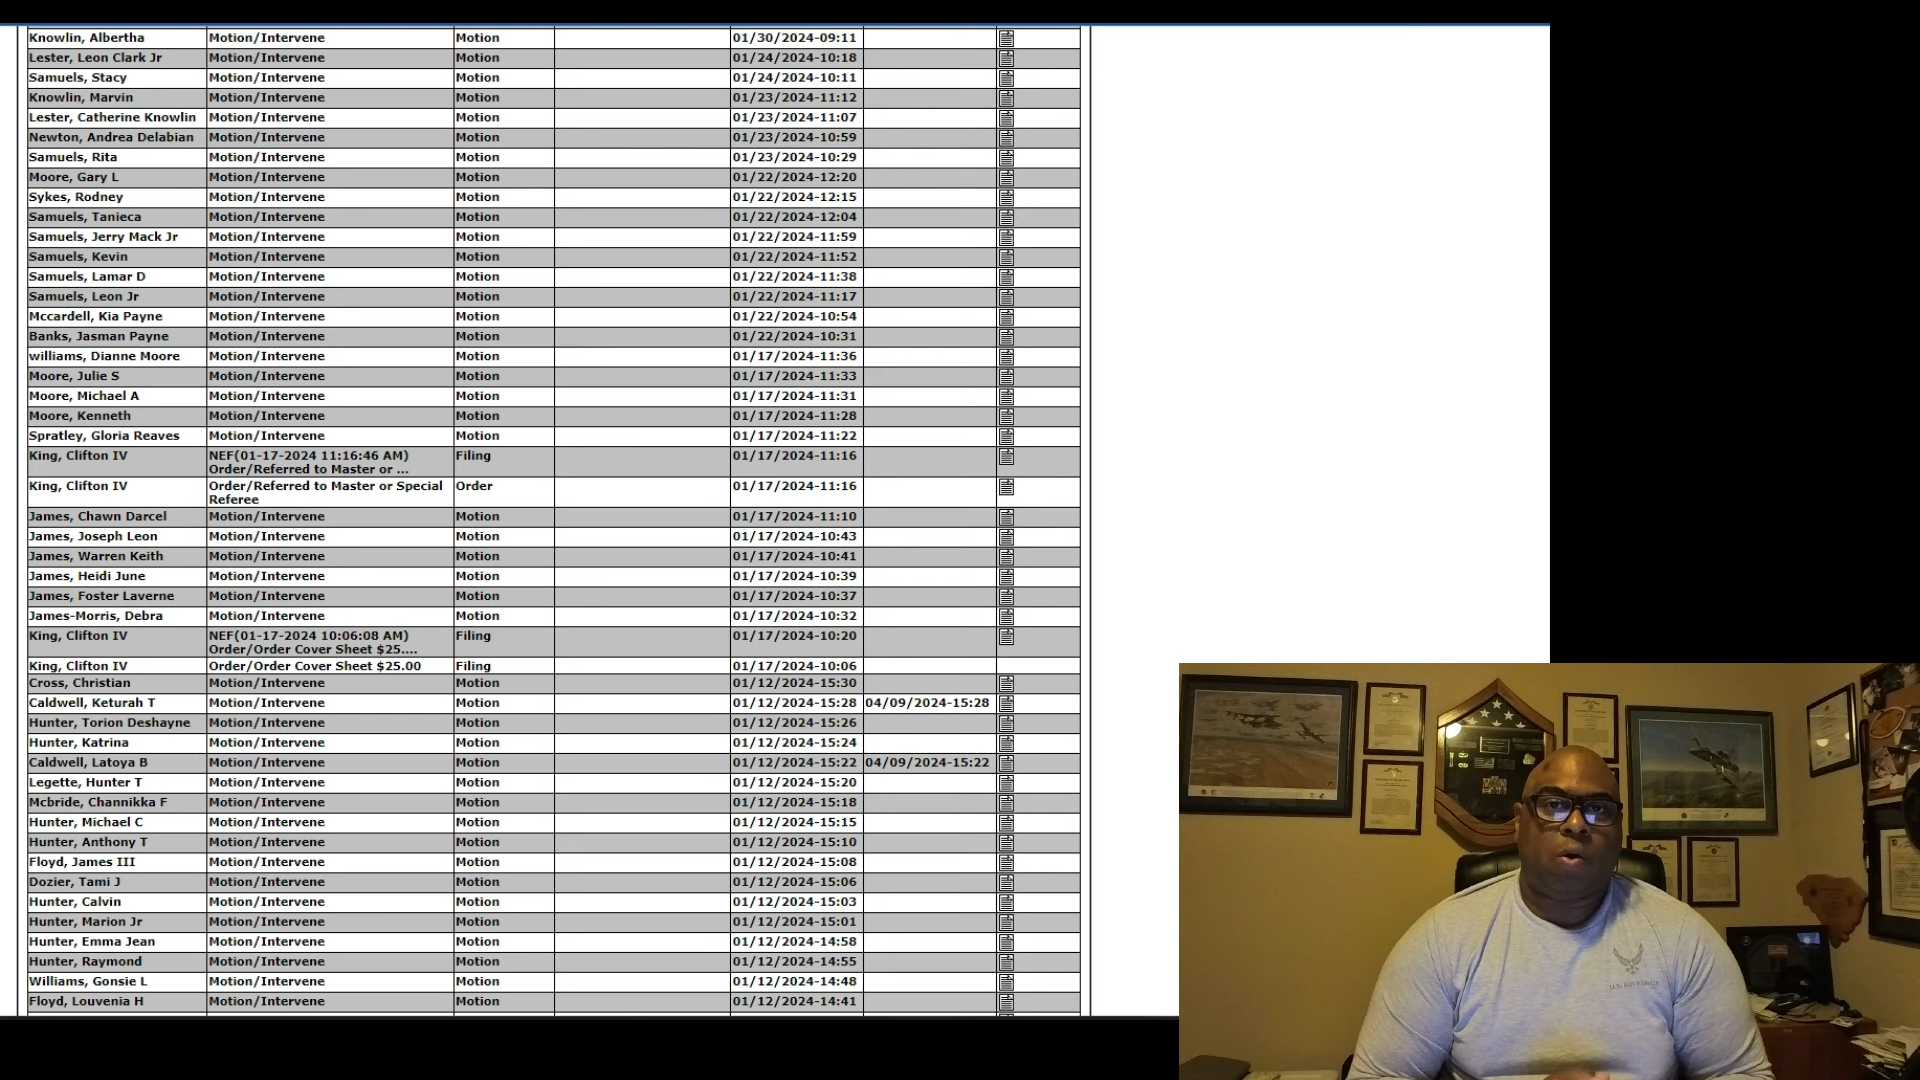 Knowlin, Albertha Motion/Intervene Motion 01/30/2024-09:11
Lester, Leon Clark Jr Motion/Intervene Motion 01/24/2024-10:18
Samuels, Stacy Motion/Intervene Motion 01/24/2024-10:11
Knowlin, Marvin Motion/Intervene Motion 01/23/2024-11:12
Lester, Catherine Knowlin Motion/Intervene Motion 01/23/2024-11:07
Newton, Andrea Delabian Motion/Intervene Motion 01/23/2024-10:59
Samuels, Rita Motion/Intervene Motion 01/23/2024-10:29
Moore, Gary L Motion/Intervene Motion 01/22/2024-12:20
Sykes, Rodney Motion/Intervene Motion 01/22/2024-12:15
Samuels, Tanieca Motion/Intervene Motion 01/22/2024-12:04
Samuels, Jerry Mack Jr Motion/Intervene Motion 01/22/2024-11:59
Samuels, Kevin Motion/Intervene Motion 01/22/2024-11:52
Samuels, Lamar D Motion/Intervene Motion 01/22/2024-11:38
Samuels, Leon Jr Motion/Intervene Motion 01/22/2024-11:17
Mccardell, Kia Payne Motion/Intervene Motion 01/22/2024-10:54
Banks, Jasman Payne Motion/Intervene Motion 01/22/2024-10:31
williams, Dianne Moore Motion/Intervene Motion 01/17/2024-11:36
Moore, Julie S Motion/Intervene Motion 01/17/2024-11:33
Moore, Michael A Motion/Intervene Motion 01/17/2024-11:31
Moore, Kenneth Motion/Intervene Motion 01/17/2024-11:28
Spratley, Gloria Reaves Motion/Intervene Motion 01/17/2024-11:22
King, Clifton IV NEF(01-17-2024 11:16:46 AM) Filing 01/17/2024-11:16
Order/Referred to Master or ...
King, Clifton IV Order/Referred to Master or Special Order 01/17/2024-11:16
Referee
James, Chawn Darcel Motion/Intervene Motion 01/17/2024-11:10
James, Joseph Leon Motion/Intervene Motion 01/17/2024-10:43
James, Warren Keith Motion/Intervene Motion 01/17/2024-10:41
James, Heidi June Motion/Intervene Motion 01/17/2024-10:39
James, Foster Laverne Motion/Intervene Motion 01/17/2024-10:37
James-Morris, Debra Motion/Intervene Motion 01/17/2024-10:32
King, Clifton IV NEF(01-17-2024 10:06:08 AM) Filing 01/17/2024-10:20
Order/Order Cover Sheet $25....
King, Clifton IV Order/Order Cover Sheet $25.00 Filing 01/17/2024-10:06
Cross, Christian Motion/Intervene Motion 01/12/2024-15:30
Caldwell, Keturah T Motion/Intervene Motion 01/12/2024-15:28 04/09/2024-15:28
Hunter, Torion Deshayne Motion/Intervene Motion 01/12/2024-15:26
Hunter, Katrina Motion/Intervene Motion 01/12/2024-15:24
Caldwell, Latoya B Motion/Intervene Motion 01/12/2024-15:22 04/09/2024-15:22
Legette, Hunter T Motion/Intervene Motion 01/12/2024-15:20
Mcbride, Channikka F Motion/Intervene Motion 01/12/2024-15:18
Hunter, Michael C Motion/Intervene Motion 01/12/2024-15:15
Hunter, Anthony T Motion/Intervene Motion 01/12/2024-15:10
Floyd, James III Motion/Intervene Motion 01/12/2024-15:08
Dozier, Tami J Motion/Intervene Motion 01/12/2024-15:06
Hunter, Calvin Motion/Intervene Motion 01/12/2024-15:03
Hunter, Marion Jr Motion/Intervene Motion 01/12/2024-15:01
Hunter, Emma Jean Motion/Intervene Motion 01/12/2024-14:58
Hunter, Raymond Motion/Intervene Motion 01/12/2024-14:55
Williams, Gonsie L Motion/Intervene Motion 01/12/2024-14:48
Floyd, Louvenia H Motion/Intervene Motion 01/12/2024-14:41
U.S. AIR FORCE